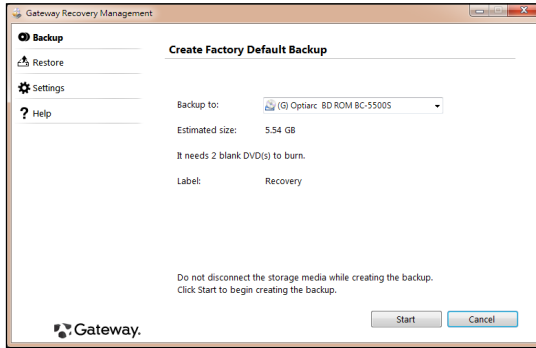 Gateway Recovery Management
Backup
Restore
Settings
Help
Create Factory Default Backup
Backup to: (G) Optiarc BD ROM BC-5500S
Estimated size: 5.54 GB
It needs 2 blank DVD(s) to burn.
Label: Recovery
Do not disconnect the storage media while creating the backup.
Click Start to begin creating the backup.
Start Cancel
Gateway.